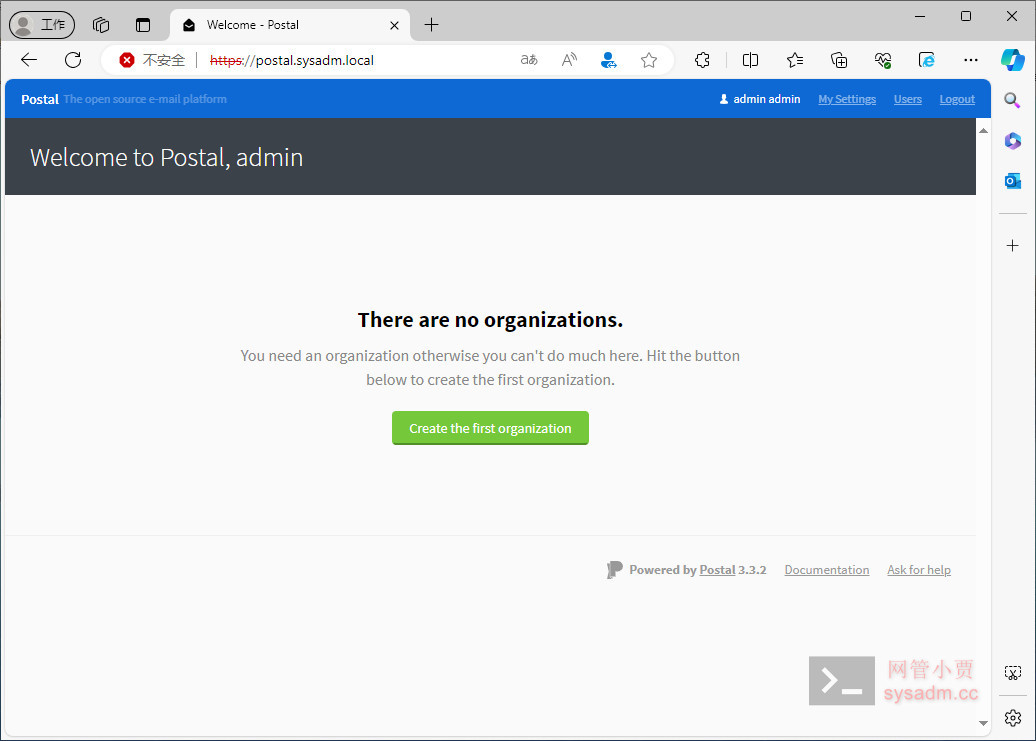 工作
Welcome - Postal
不安全
https://postal.sysadm.local
Postal The open source e-mail platform
admin admin My Settings Users Logout
Welcome to Postal, admin
There are no organizations.
You need an organization otherwise you can't do much here. Hit the button
below to create the first organization.
Create the first organization
Powered by Postal 3.3.2 Documentation Ask for help
网管小贾
sysadm.cc